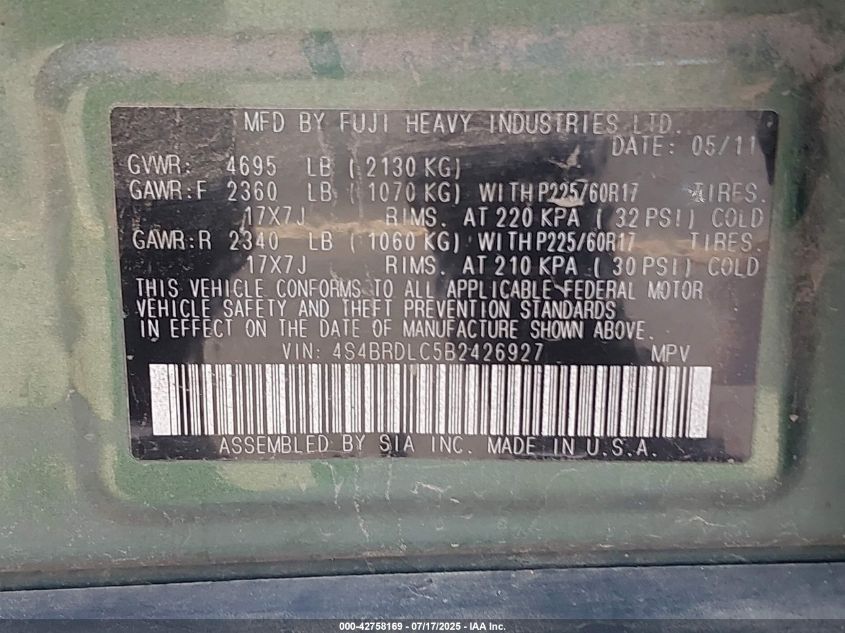 MFD BY FUJI HEAVY INDUSTRIES LTD.
DATE: 05/11
GVWR: 4695 LB ( 2130 KG)
GAWR:F 2360 LB ( 1070 KG) WITH P225/60R17 TIRES.
17X7J RIMS. AT 220 KPA ( 32 PSI) COLD
GAWR:R 2340 LB ( 1060 KG) WITH P225/60R17 TIRES
17X7J RIMS. AT 210 KPA ( 30 PSI) COLD
THIS VEHICLE CONFORMS TO ALL APPLICABLE FEDERAL MOTOR
VEHICLE SAFETY AND THEFT PREVENTION STANDARDS
IN EFFECT ON THE DATE OF MANUFACTURE SHOWN ABOVE.
VIN: 4S4BRDLC5B2426927 MPV
ASSEMBLED BY SIA INC. MADE IN U.S.A.
000-42758169 - 07/17/2025 - IAA Inc.